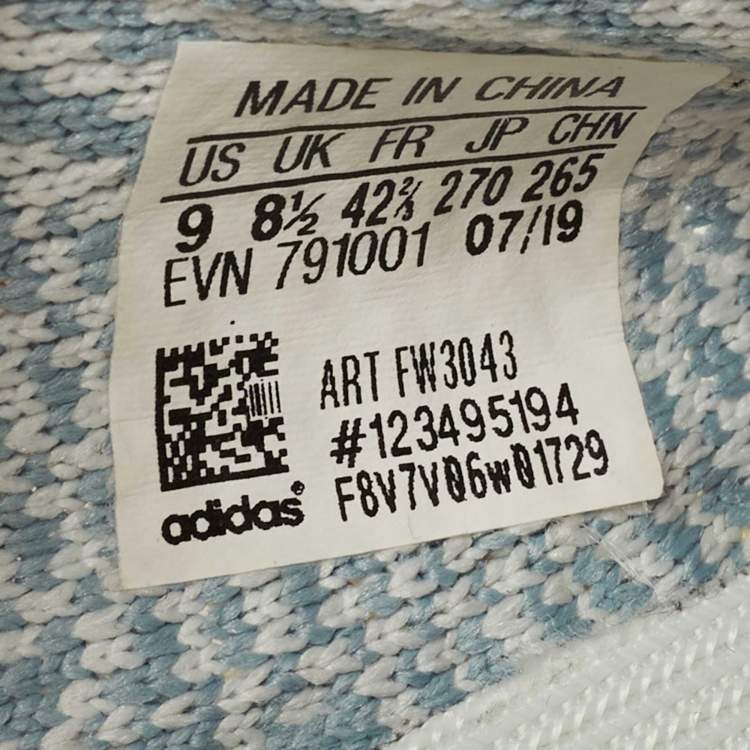 MADE IN CHINA
US UK FR JP CHN
9 8½ 42⅔ 270 265
EVN 791001 07/19
ART FW3043
#123495194
F8V7V06w01729
adidas®